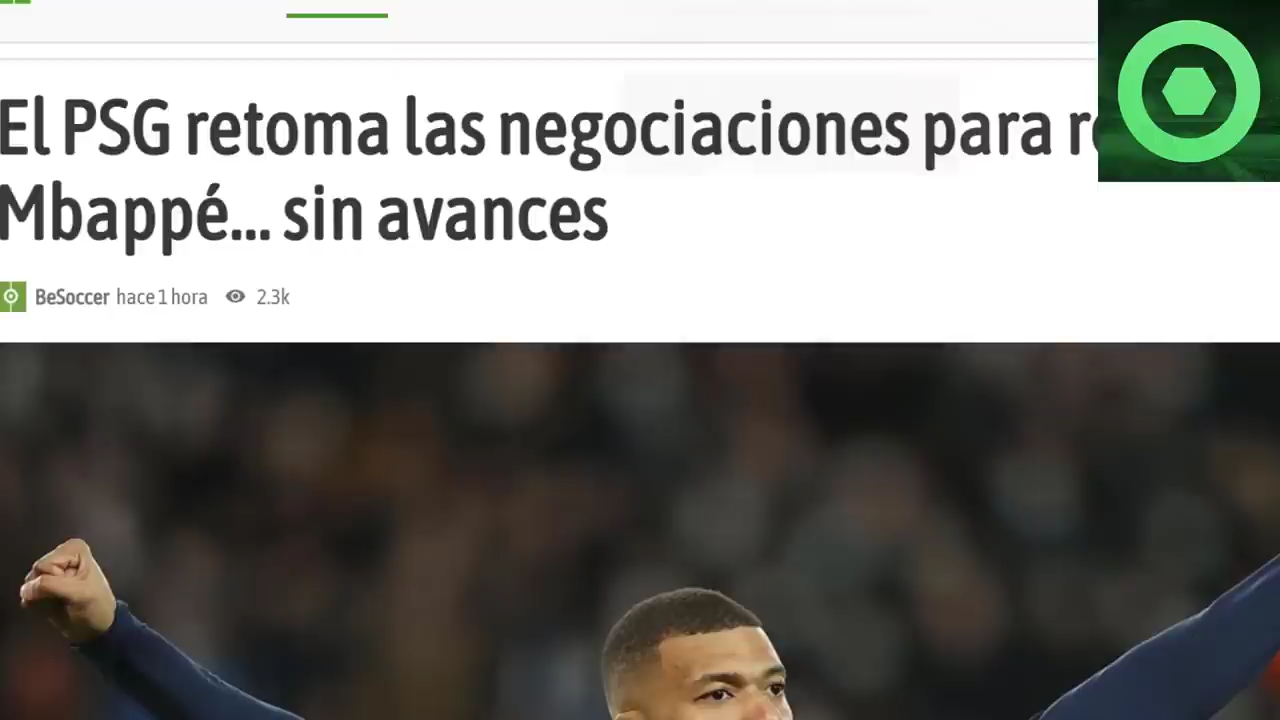 El PSG retoma las negociaciones para
Mbappé... sin avances
BeSoccer hace 1 hora 2.3k